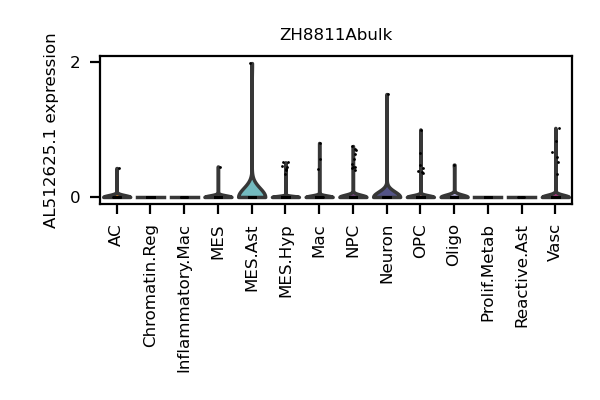 ZH8811Abulk
AL512625.1 expression
2
0
AC
Chromatin.Reg
Inflammatory.Mac
MES
MES.Ast
MES.Hyp
Mac
NPC
Neuron
OPC
Oligo
Prolif.Metab
Reactive.Ast
Vasc